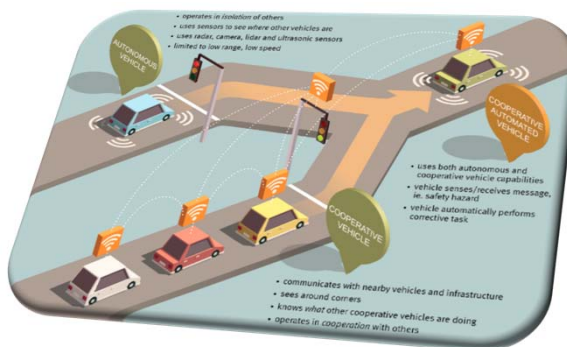 • operates in isolation of others
• uses sensors to see where other vehicles are
• uses radar, camera, lidar and ultrasonic sensors
• limited to low range, low speed
AUTONOMOUS
VEHICLE
COOPERATIVE
AUTOMATED
VEHICLE
• uses both autonomous and
cooperative vehicle capabilities
• vehicle senses/receives message,
ie. safety hazard
• vehicle automatically performs
corrective task
COOPERATIVE
VEHICLE
• communicates with nearby vehicles and infrastructure
• sees around corners
• knows what other cooperative vehicles are doing
• operates in cooperation with others